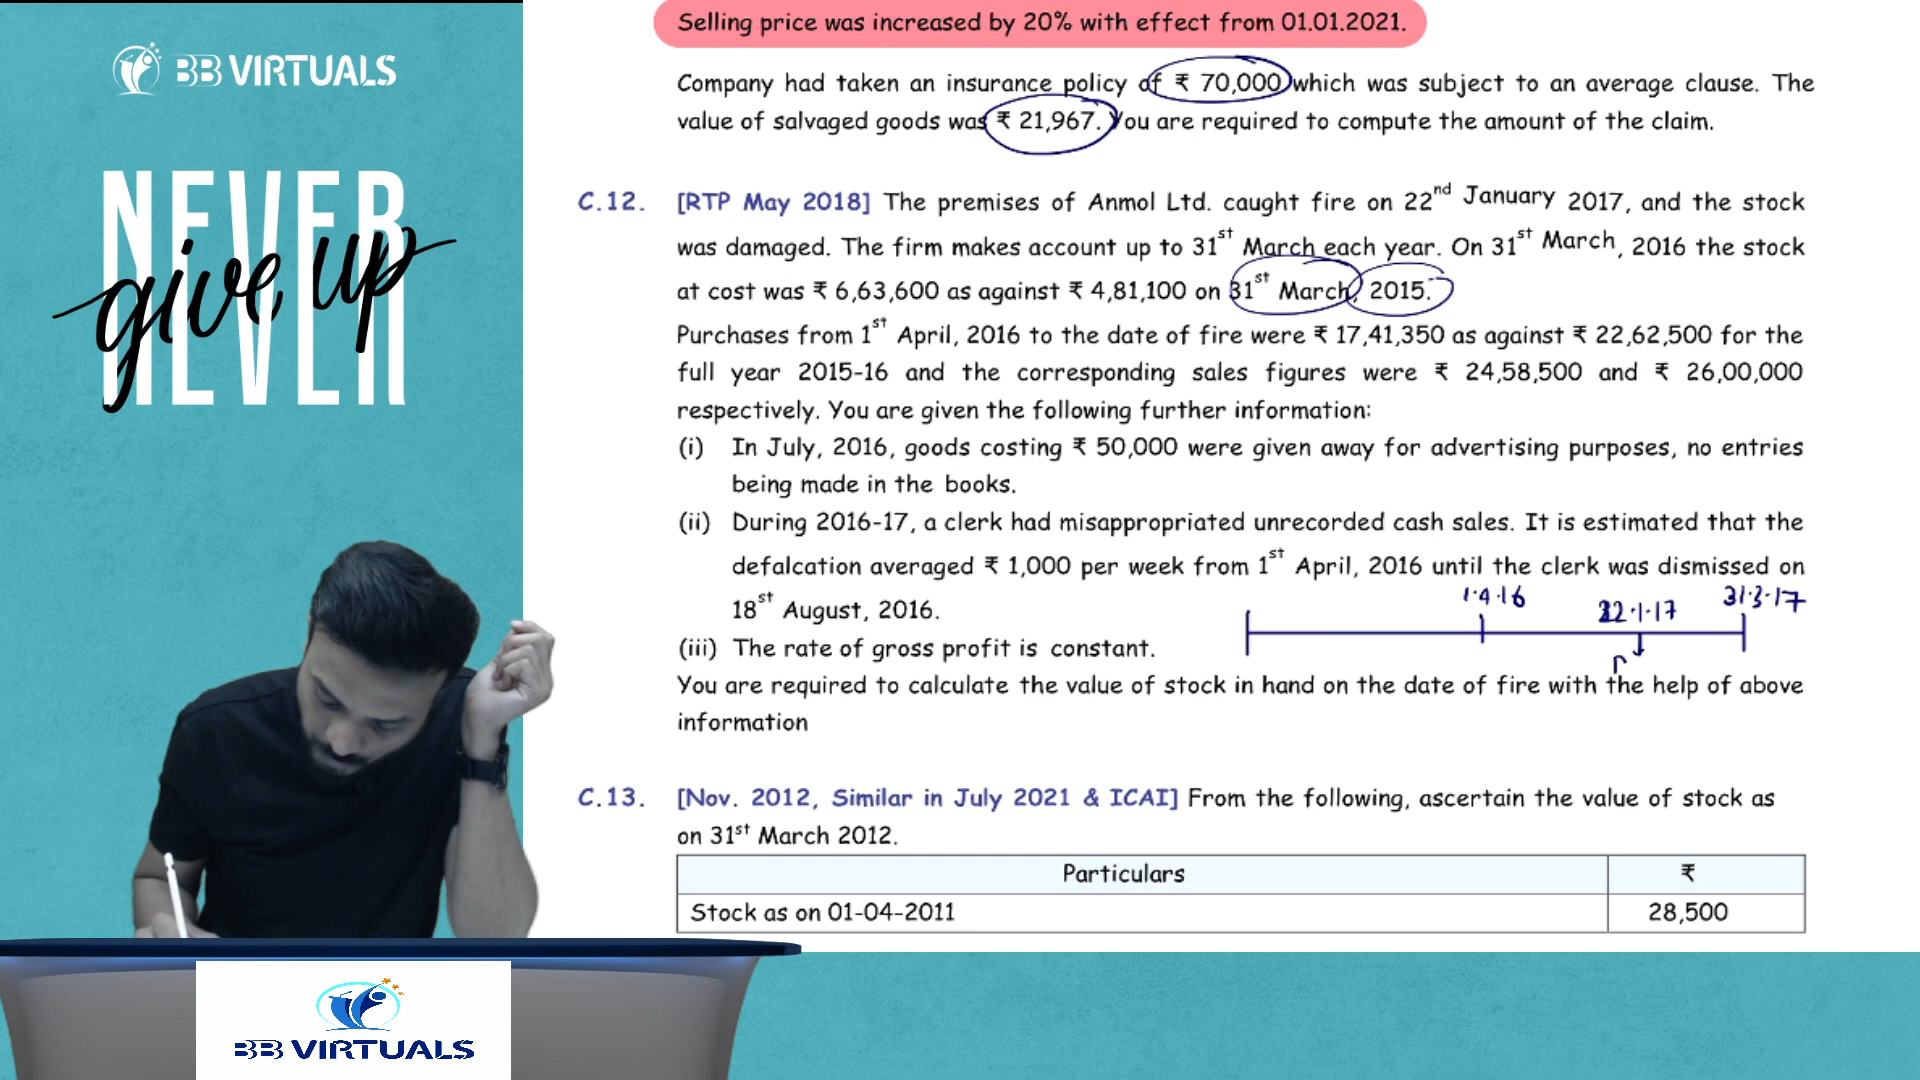 BB VIRTUALS
NEVER
give up
NEVER
Selling price was increased by 20% with effect from 01.01.2021.
Company had taken an insurance policy of ₹ 70,000 which was subject to an average clause. The
value of salvaged goods was ₹ 21,967. You are required to compute the amount of the claim.
C.12. [RTP May 2018] The premises of Anmol Ltd. caught fire on 22nd January 2017, and the stock
was damaged. The firm makes account up to 31st March each year. On 31st March, 2016 the stock
at cost was ₹ 6,63,600 as against ₹ 4,81,100 on 31st March, 2015.
Purchases from 1st April, 2016 to the date of fire were ₹ 17,41,350 as against ₹ 22,62,500 for the
full year 2015-16 and the corresponding sales figures were ₹ 24,58,500 and ₹ 26,00,000
respectively. You are given the following further information:
(i) In July, 2016, goods costing ₹ 50,000 were given away for advertising purposes, no entries
being made in the books.
(ii) During 2016-17, a clerk had misappropriated unrecorded cash sales. It is estimated that the
defalcation averaged ₹ 1,000 per week from 1st April, 2016 until the clerk was dismissed on
18st August, 2016.
1.4.16 22.1.17 31.3.17
(iii) The rate of gross profit is constant.
You are required to calculate the value of stock in hand on the date of fire with the help of above
information
C.13. [Nov. 2012, Similar in July 2021 & ICAI] From the following, ascertain the value of stock as
on 31st March 2012.
Particulars ₹
Stock as on 01-04-2011 28,500
BB VIRTUALS